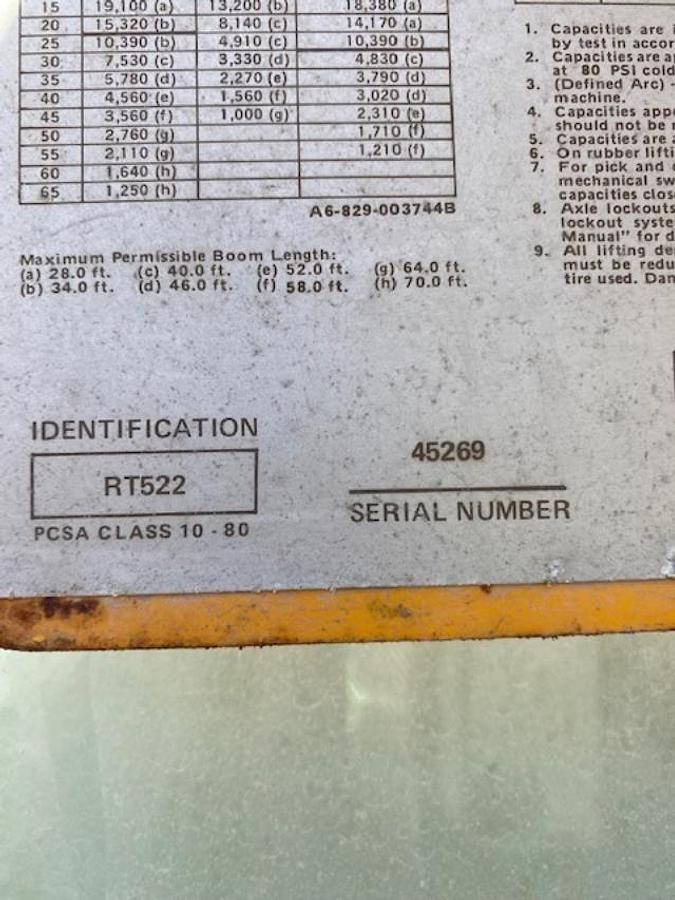 15 19,100 (a) 13,200 (b) 18,380 (a)
20 15,320 (b) 8,140 (c) 14,170 (a)
25 10,390 (b) 4,910 (c) 10,390 (b)
30 7,530 (c) 3,330 (d) 4,830 (c)
35 5,780 (d) 2,270 (e) 3,790 (d)
40 4,560 (e) 1,560 (f) 3,020 (d)
45 3,560 (f) 1,000 (g) 2,310 (e)
50 2,760 (g) 1,710 (f)
55 2,110 (g) 1,210 (f)
60 1,640 (h)
65 1,250 (h)
A6-829-003744B
Maximum Permissible Boom Length:
(a) 28.0 ft. (c) 40.0 ft. (e) 52.0 ft. (g) 64.0 ft.
(b) 34.0 ft. (d) 46.0 ft. (f) 58.0 ft. (h) 70.0 ft.
1. Capacities are
by test in accor
2. Capacities are a
at 80 PSI cold
3. (Defined Arc) -
machine.
4. Capacities appe
should not be
5. Capacities are
6. On rubber lifti
7. For pick and
mechanical sw
capacities clos
8. Axle lockouts
lockout syste
Manual" for d
9. All lifting de
must be redu
tire used. Dan
IDENTIFICATION
RT522
PCSA CLASS 10 - 80
45269
SERIAL NUMBER